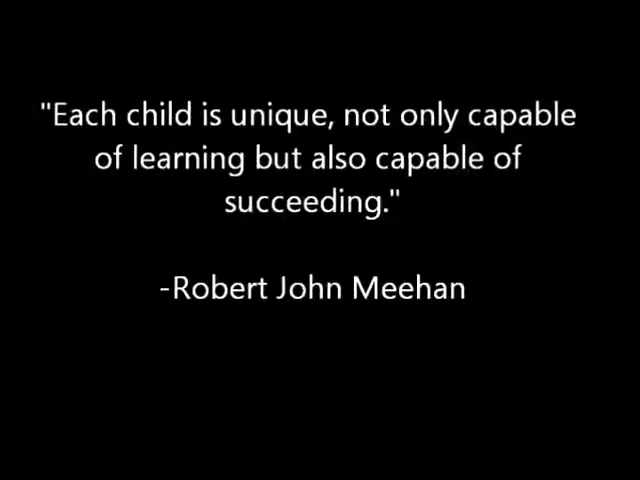 "Each child is unique, not only capable
of learning but also capable of
succeeding."
-Robert John Meehan